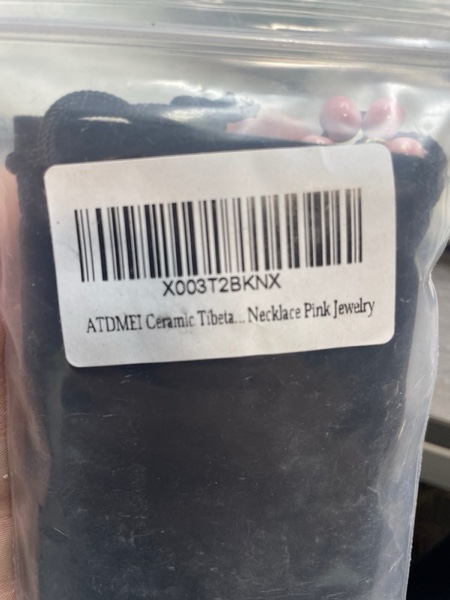 X003T2BKNX
ATDMEI Ceramic Tibeta... Necklace Pink Jewelry